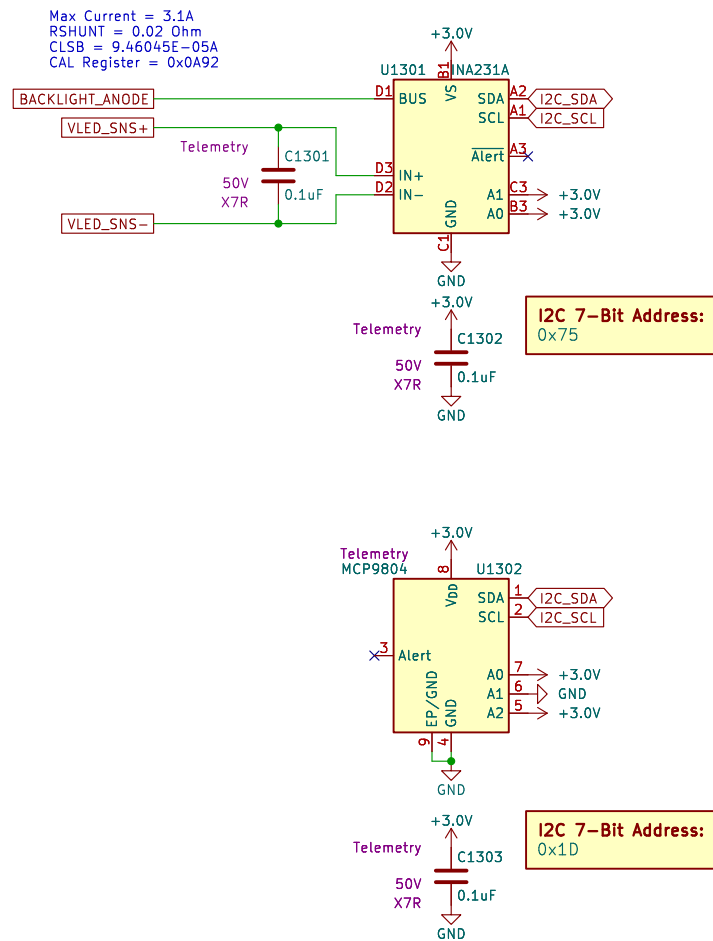 Max Current = 3.1A
RSHUNT = 0.02 Ohm
CLSB = 9.46045E-05A
CAL Register = 0x0A92
+3.0V
U1301
INA231A
B1
VS
BACKLIGHT_ANODE
D1
BUS
SDA
A2
I2C_SDA
SCL
A1
I2C_SCL
VLED_SNS+
Telemetry
C1301
50V
0.1uF
X7R
Alert
A3
D3
IN+
D2
IN-
A1
C3
+3.0V
A0
B3
+3.0V
VLED_SNS-
GND
C1
GND
+3.0V
Telemetry
C1302
50V
0.1uF
X7R
GND
I2C 7-Bit Address:
0x75
+3.0V
Telemetry
MCP9804
8
U1302
VDD
SDA
1
I2C_SDA
SCL
2
I2C_SCL
3
Alert
A0
7
+3.0V
A1
6
GND
A2
5
+3.0V
EP/GND
GND
9
4
GND
+3.0V
Telemetry
C1303
50V
0.1uF
X7R
GND
I2C 7-Bit Address:
0x1D